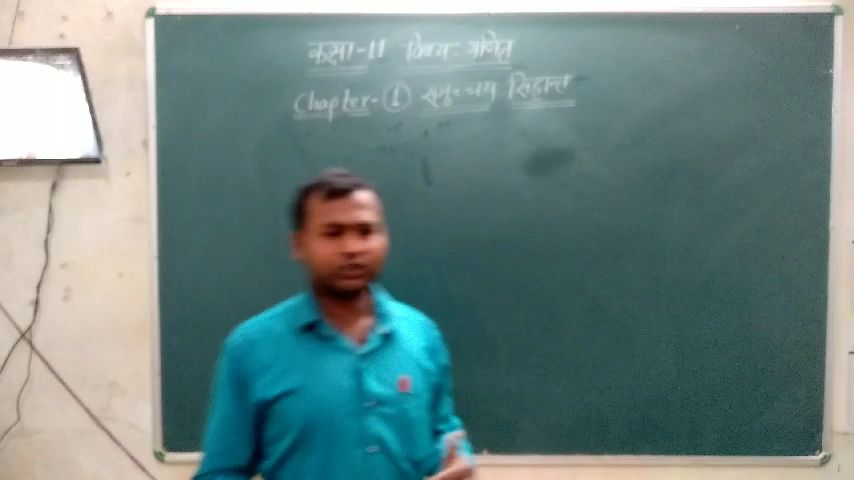 कक्षा-11 विषय- गणित
Chapter-① समुच्चय सिद्धान्त